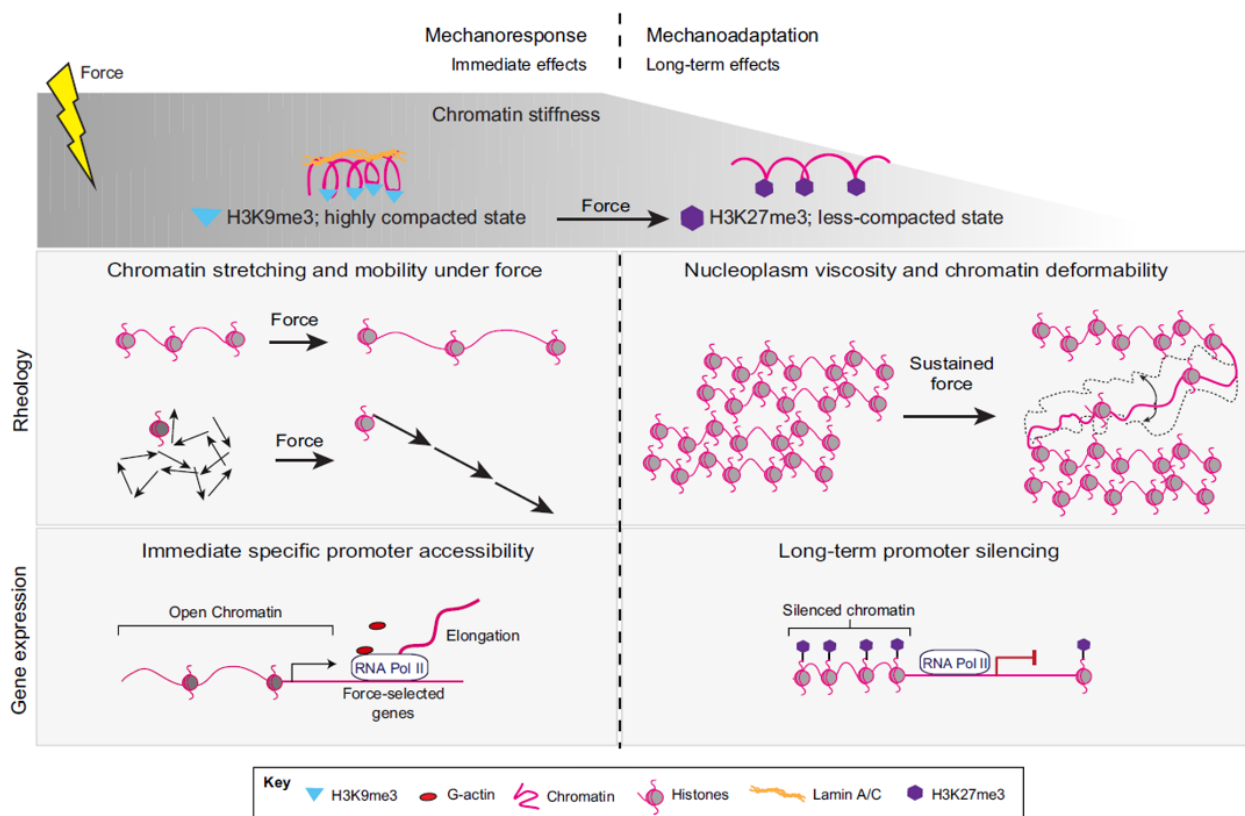 Mechanoresponse
Immediate effects
Mechanoadaptation
Long-term effects
Force
Chromatin stiffness
H3K9me3; highly compacted state
Force
H3K27me3; less-compacted state
Rheology
Chromatin stretching and mobility under force
Force
Force
Nucleoplasm viscosity and chromatin deformability
Sustained
force
Gene expression
Immediate specific promoter accessibility
Open Chromatin
Elongation
RNA Pol II
Force-selected
genes
Long-term promoter silencing
Silenced chromatin
RNA Pol II
Key
H3K9me3
G-actin
Chromatin
Histones
Lamin A/C
H3K27me3